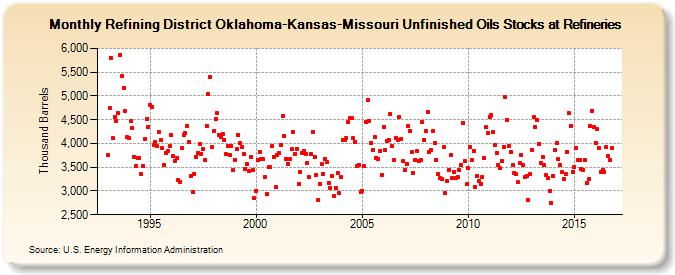 Monthly Refining District Oklahoma-Kansas-Missouri Unfinished Oils Stocks at Refineries
Thousand Barrels
6,000
5,500
5,000
4,500
4,000
3,500
3,000
2,500
1995 2000 2005 2010 2015
Source: U.S. Energy Information Administration